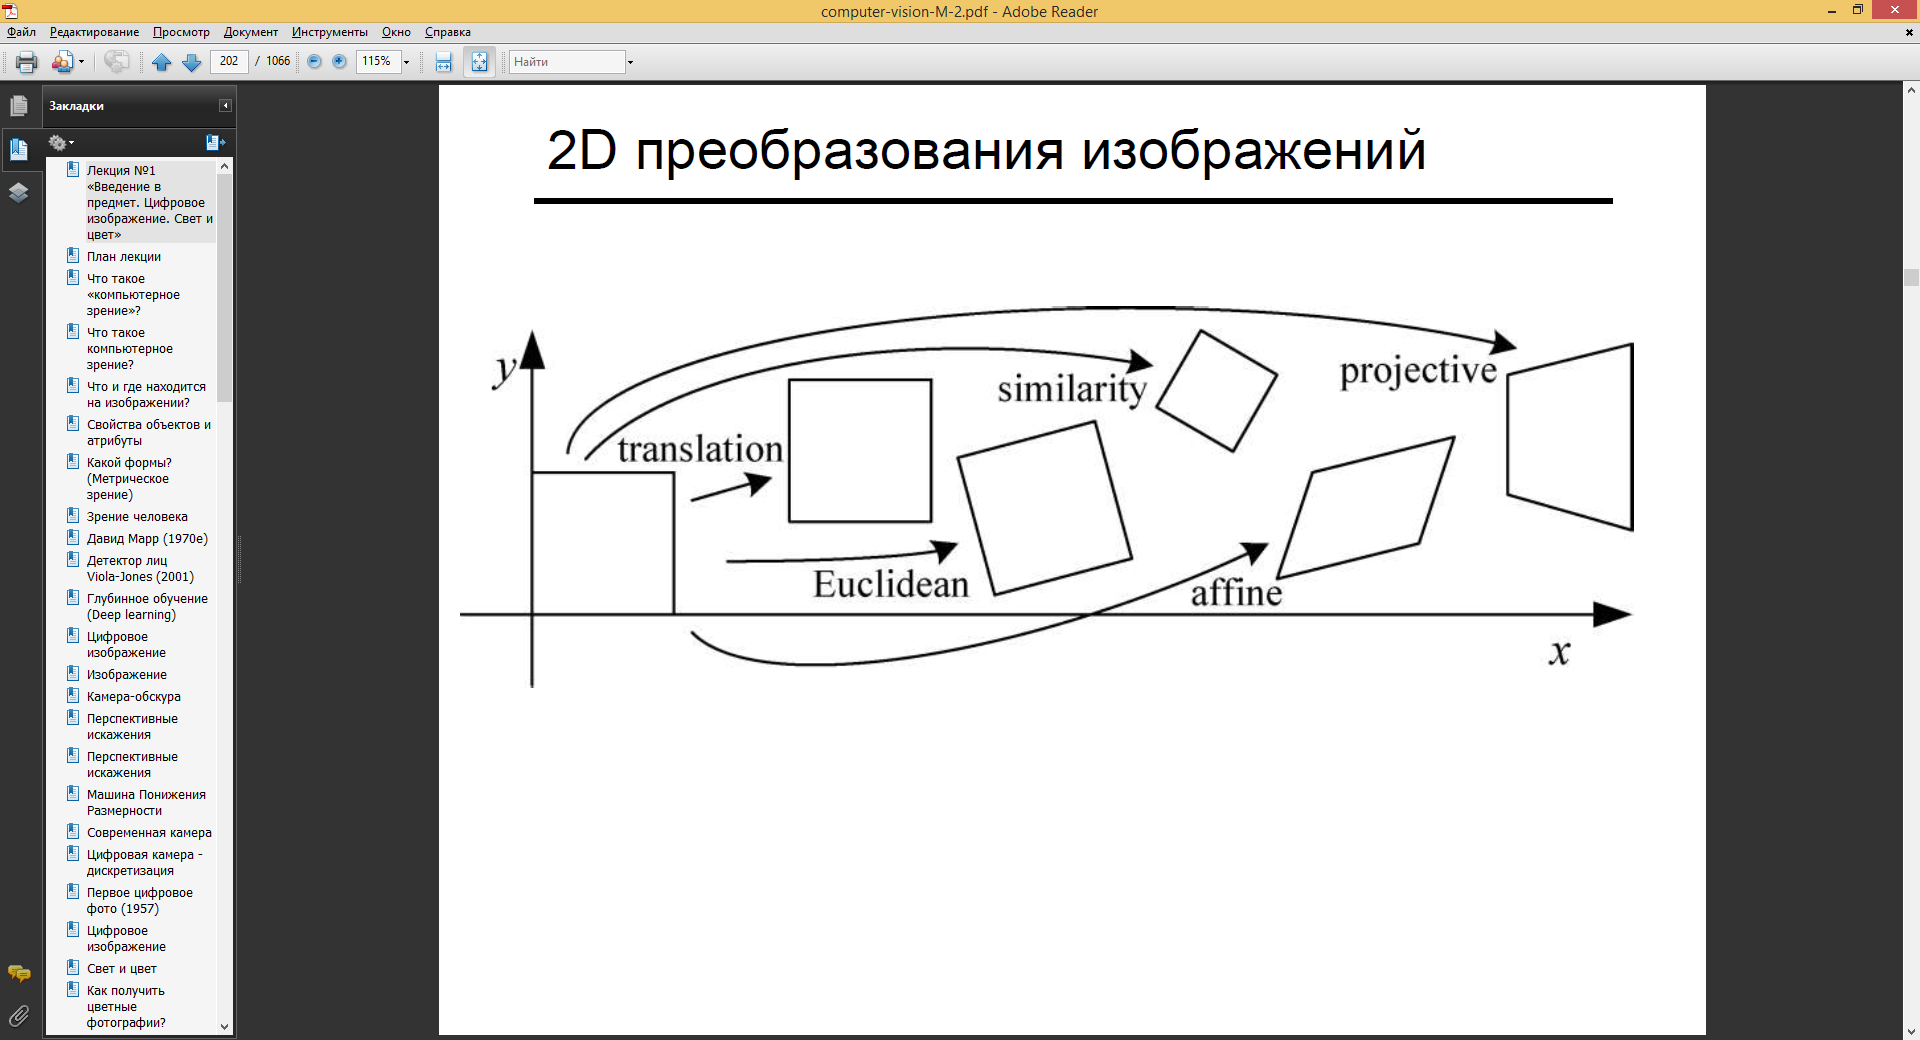 computer-vision-M-2.pdf - Adobe Reader
Файл Редактирование Просмотр Документ Инструменты Окно Справка
202 / 1066 115% Найти
Закладки
Лекция №1
«Введение в
предмет. Цифровое
изображение. Свет и
цвет»
План лекции
Что такое
«компьютерное
зрение»?
Что такое
компьютерное
зрение?
Что и где находится
на изображении?
Свойства объектов и
атрибуты
Какой формы?
(Метрическое
зрение)
Зрение человека
Давид Марр (1970е)
Детектор лиц
Viola-Jones (2001)
Глубинное обучение
(Deep learning)
Цифровое
изображение
Изображение
Камера-обскура
Перспективные
искажения
Перспективные
искажения
Машина Понижения
Размерности
Современная камера
Цифровая камера -
дискретизация
Первое цифровое
фото (1957)
Цифровое
изображение
Свет и цвет
Как получить
цветные
фотографии?
2D преобразования изображений
y
similarity
projective
translation
Euclidean
affine
x